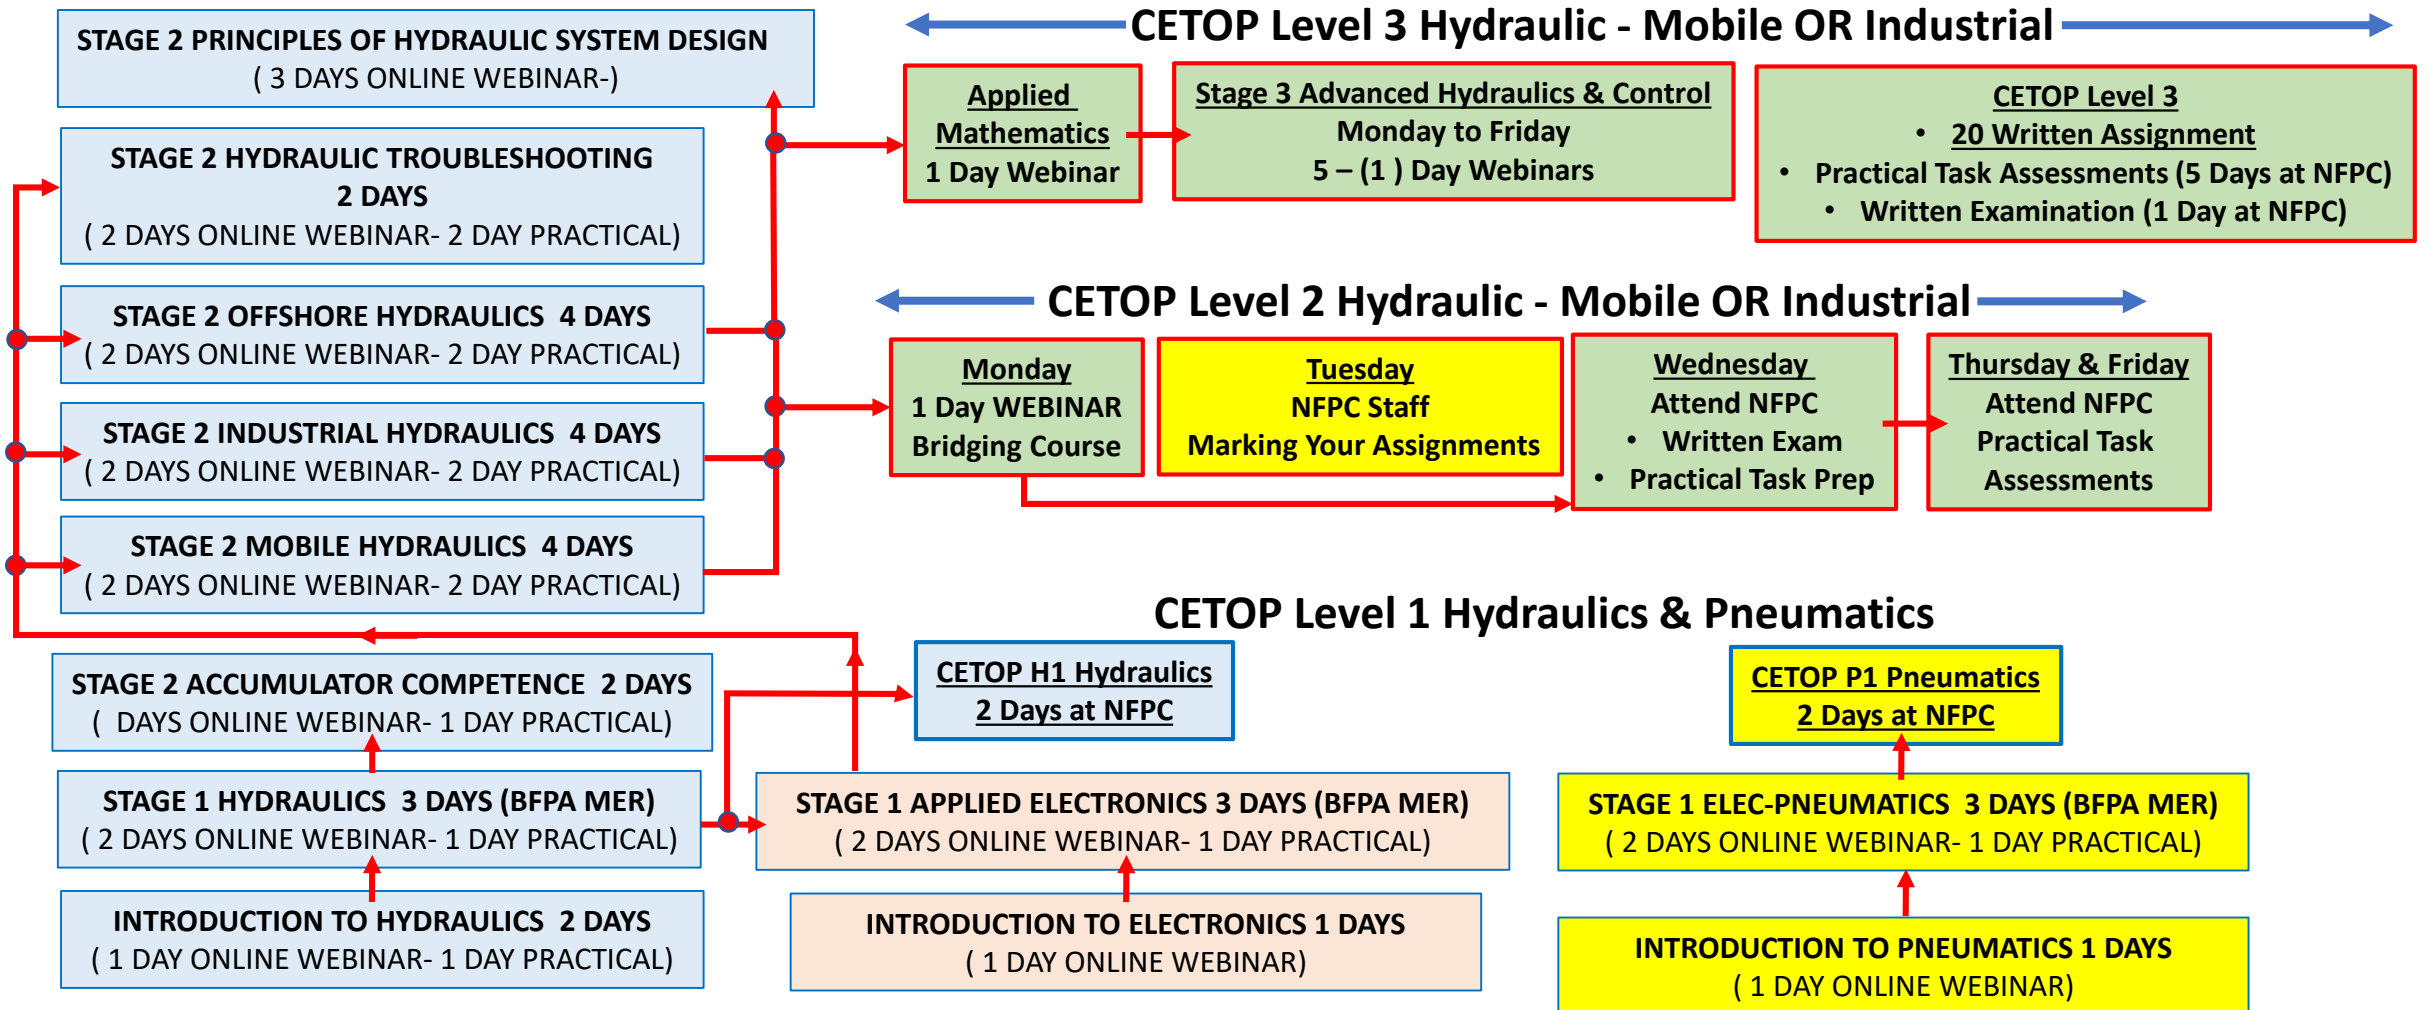 STAGE 2 PRINCIPLES OF HYDRAULIC SYSTEM DESIGN
( 3 DAYS ONLINE WEBINAR-)
STAGE 2 HYDRAULIC TROUBLESHOOTING
2 DAYS
( 2 DAYS ONLINE WEBINAR- 2 DAY PRACTICAL)
STAGE 2 OFFSHORE HYDRAULICS 4 DAYS
( 2 DAYS ONLINE WEBINAR- 2 DAY PRACTICAL)
STAGE 2 INDUSTRIAL HYDRAULICS 4 DAYS
( 2 DAYS ONLINE WEBINAR- 2 DAY PRACTICAL)
STAGE 2 MOBILE HYDRAULICS 4 DAYS
( 2 DAYS ONLINE WEBINAR- 2 DAY PRACTICAL)
STAGE 2 ACCUMULATOR COMPETENCE 2 DAYS
( DAYS ONLINE WEBINAR- 1 DAY PRACTICAL)
STAGE 1 HYDRAULICS 3 DAYS (BFPA MER)
( 2 DAYS ONLINE WEBINAR- 1 DAY PRACTICAL)
INTRODUCTION TO HYDRAULICS 2 DAYS
( 1 DAY ONLINE WEBINAR- 1 DAY PRACTICAL)
CETOP Level 3 Hydraulic - Mobile OR Industrial
Applied
Mathematics
1 Day Webinar
Stage 3 Advanced Hydraulics & Control
Monday to Friday
5 – (1 ) Day Webinars
CETOP Level 3
• 20 Written Assignment
• Practical Task Assessments (5 Days at NFPC)
• Written Examination (1 Day at NFPC)
CETOP Level 2 Hydraulic - Mobile OR Industrial
Monday
1 Day WEBINAR
Bridging Course
Tuesday
NFPC Staff
Marking Your Assignments
Wednesday
Attend NFPC
• Written Exam
• Practical Task Prep
Thursday & Friday
Attend NFPC
Practical Task
Assessments
CETOP Level 1 Hydraulics & Pneumatics
CETOP H1 Hydraulics
2 Days at NFPC
CETOP P1 Pneumatics
2 Days at NFPC
STAGE 1 APPLIED ELECTRONICS 3 DAYS (BFPA MER)
( 2 DAYS ONLINE WEBINAR- 1 DAY PRACTICAL)
STAGE 1 ELEC-PNEUMATICS 3 DAYS (BFPA MER)
( 2 DAYS ONLINE WEBINAR- 1 DAY PRACTICAL)
INTRODUCTION TO ELECTRONICS 1 DAYS
( 1 DAY ONLINE WEBINAR)
INTRODUCTION TO PNEUMATICS 1 DAYS
( 1 DAY ONLINE WEBINAR)